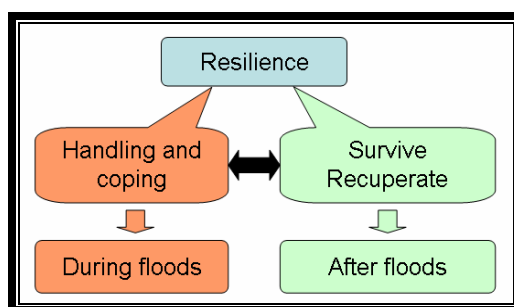 Resilience
Handling and
coping
Survive
Recuperate
During floods
After floods